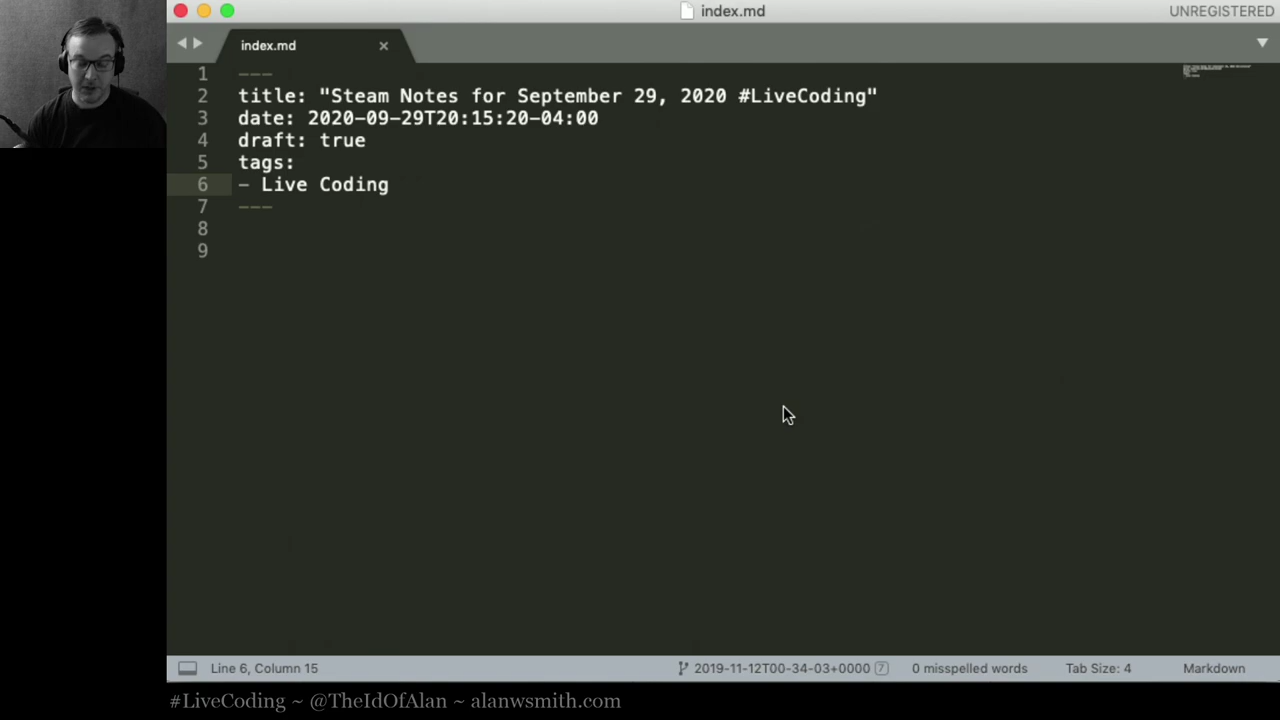 index.md
UNREGISTERED
index.md ×
1 ---
2 title: "Steam Notes for September 29, 2020 #LiveCoding"
3 date: 2020-09-29T20:15:20-04:00
4 draft: true
5 tags:
6 - Live Coding
7 ---
8
9
Line 6, Column 15
2019-11-12T00-34-03+0000 7
0 misspelled words
Tab Size: 4
Markdown
#LiveCoding ~ @TheIdOfAlan ~ alanwsmith.com